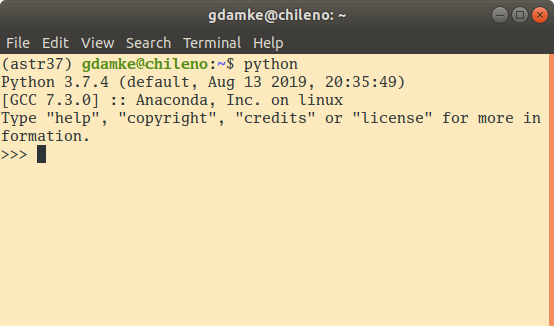 gdamke@chileno: ~
File Edit View Search Terminal Help
(astr37) gdamke@chileno:~$ python
Python 3.7.4 (default, Aug 13 2019, 20:35:49)
[GCC 7.3.0] :: Anaconda, Inc. on linux
Type "help", "copyright", "credits" or "license" for more in
formation.
>>>